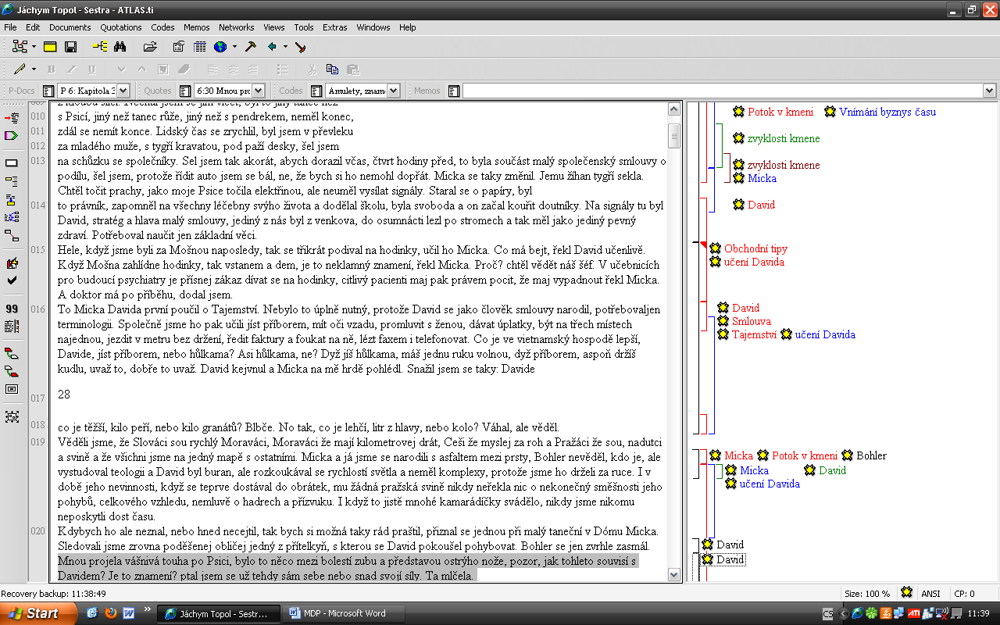 Jáchym Topol - Sestra - ATLAS.ti
File Edit Documents Quotations Codes Memos Networks Views Tools Extras Windows Help
B I U
P-Docs P 6: Kapitola 3 Quotes 6:30 Mnou pro Codes Amulety, znam Memos
010 s Psicí, jiný než tanec růže, jiný než s pendrekem, neměl konec,
011 zdál se nemít konce. Lidský čas se zrychlil, byl jsem v převleku
012 za mladého muže, s tygří kravatou, pod paží desky, šel jsem
013 na schůzku se společníky. Sel jsem tak akorát, abych dorazil včas, čtvrt hodiny před, to byla součást malý společenský smlouvy o
podílu, šel jsem, protože řídit auto jsem se bál, ne, že bych si ho nemohl dopřát. Micka se taky změnil. Jemu žíhan tygří sekla.
Chtěl točit prachy, jako moje Psice točila elektřinou, ale neuměl vysílat signály. Staral se o papíry, byl
014 to právník, zapomněl na všechny léčebny svýho života a dodělal školu, byla svoboda a on začal kouřit doutníky. Na signály tu byl
David, stratég a hlava malý smlouvy, jediný z nás byl z venkova, do osumnácti lezl po stromech a tak měl jako jediný pevný
zdraví. Potřeboval naučit jen základní věci.
015 Hele, když jsme byli za Mošnou naposledy, tak se třikrát podíval na hodinky, učil ho Micka. Co má bejt, řekl David učenlivě.
Když Mošna zahlídne hodinky, tak vstanem a dem, je to neklamný znamení, řekl Micka. Proč? chtěl vědět náš šéf. V učebnicích
pro budoucí psychiatry je přísnej zákaz dívat se na hodinky, citlivý pacienti maj pak právem pocit, že maj vypadnout řekl Micka.
A doktor má po příběhu, dodal jsem.
016 To Micka Davida první poučil o Tajemství. Nebylo to úplně nutný, protože David se jako člověk smlouvy narodil, potřebovaljen
terminologii. Společně jsme ho pak učili jíst příborem, mít oči vzadu, promluvit s ženou, dávat úplatky, být na třech místech
najednou, jezdit v metru bez držení, ředit faktury a foukat na ně, lézt faxem i telefonovat. Co je ve vietnamský hospodě lepší,
Davide, jíst příborem, nebo hůlkama? Asi hůlkama, ne? Dyž jíš hůlkama, máš jednu ruku volnou, dyž příborem, aspoň držíš
kudlu, uvaž to, dobře to uvaž. David kejvnul a Micka na mě hrdě pohlédl. Snažil jsem se taky: Davide
28
017
018 co je těžší, kilo peří, nebo kilo granátů? Blbče. No tak, co je lehčí, litr z hlavy, nebo kolo? Váhal, ale věděl.
019 Věděli jsme, že Slováci sou rychlý Moraváci, Moraváci že mají kilometrovej drát, Ceši že myslej za roh a Pražáci že sou, nadutci
a svině a že všichni jsme na jedný mapě s ostatními. Micka a já jsme se narodili s asfaltem mezi prsty, Bohler nevěděl, kdo je, ale
vystudoval teologii a David byl bran, ale rozkoukával se rychlostí světla a neměl komplexy, protože jsme ho drželi za ruce. I v
době jeho nevinnosti, když se teprv dostával do obrátek, mu žádná pražská svině nikdy neřekla nic o nekonečný směšnosti jeho
pohybů, celkového vzhledu, nemluvě o hadrech a přízvuku. I když to jistě mnohé kamarádíčky svádělo, nikdy jsme nikomu
neposkytli dost času.
020 Kdybych ho ale neznal, nebo hned necejtil, tak bych si možná taky rád praštil, přiznal se jednou při malý taneční v Dómu Micka.
Sledovali jsme zrovna poděšenej obličej jedný z přítelkyň, s kterou se David pokoušel pohybovat. Bohler se jen zvrhle zasmál.
Mnou projela vášnivá touha po Psici, bylo to něco mezi bolestí zubu a představou ostrýho nože, pozor, jak tohleto souvisí s
Davidem? Je to znamení? ptal jsem se už tehdy sám sebe nebo snad svojí síly. Ta mlčela.
Potok v kmeni Vnímání byznys času
zvyklosti kmene
zvyklosti kmene
Micka
David
Obchodní tipy
učení Davida
David
Smlouva
Tajemství učení Davida
Micka Potok v kmeni Bohler
Micka David
učení Davida
David
David
Recovery backup: 11:38:49 Size: 100 % ANSI CP: 0
Start Jáchym Topol - Sestr... MDP - Microsoft Word CS 11:39